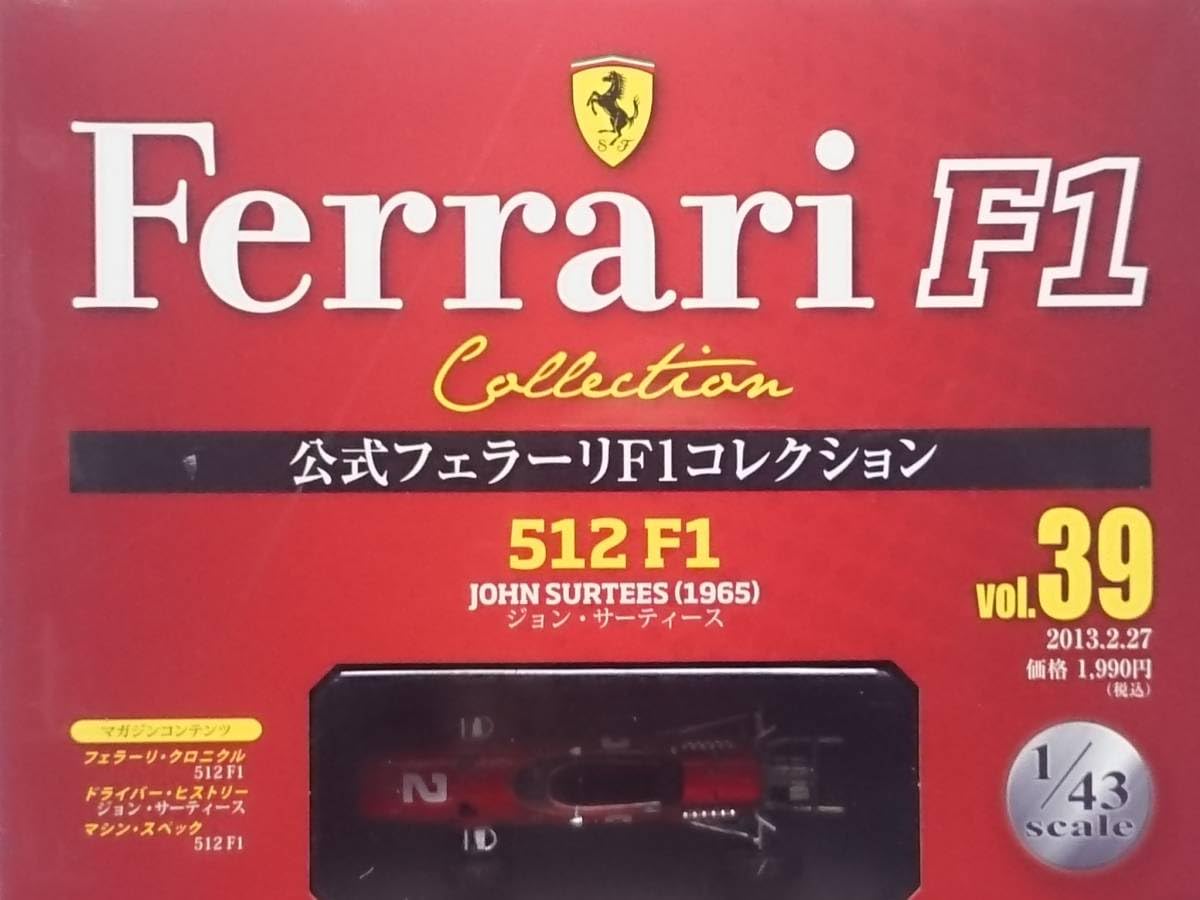 S F
Ferrari F1
Collection
公式フェラーリF1コレクション
512 F1
JOHN SURTEES (1965)
ジョン・サーティース
vol.39
2013.2.27
価格 1,990円
(税込)
マガジンコンテンツ
フェラーリ・クロニクル
512 F1
ドライバー・ヒストリー
ジョン・サーティース
マシン・スペック
512 F1
2
1/43
scale